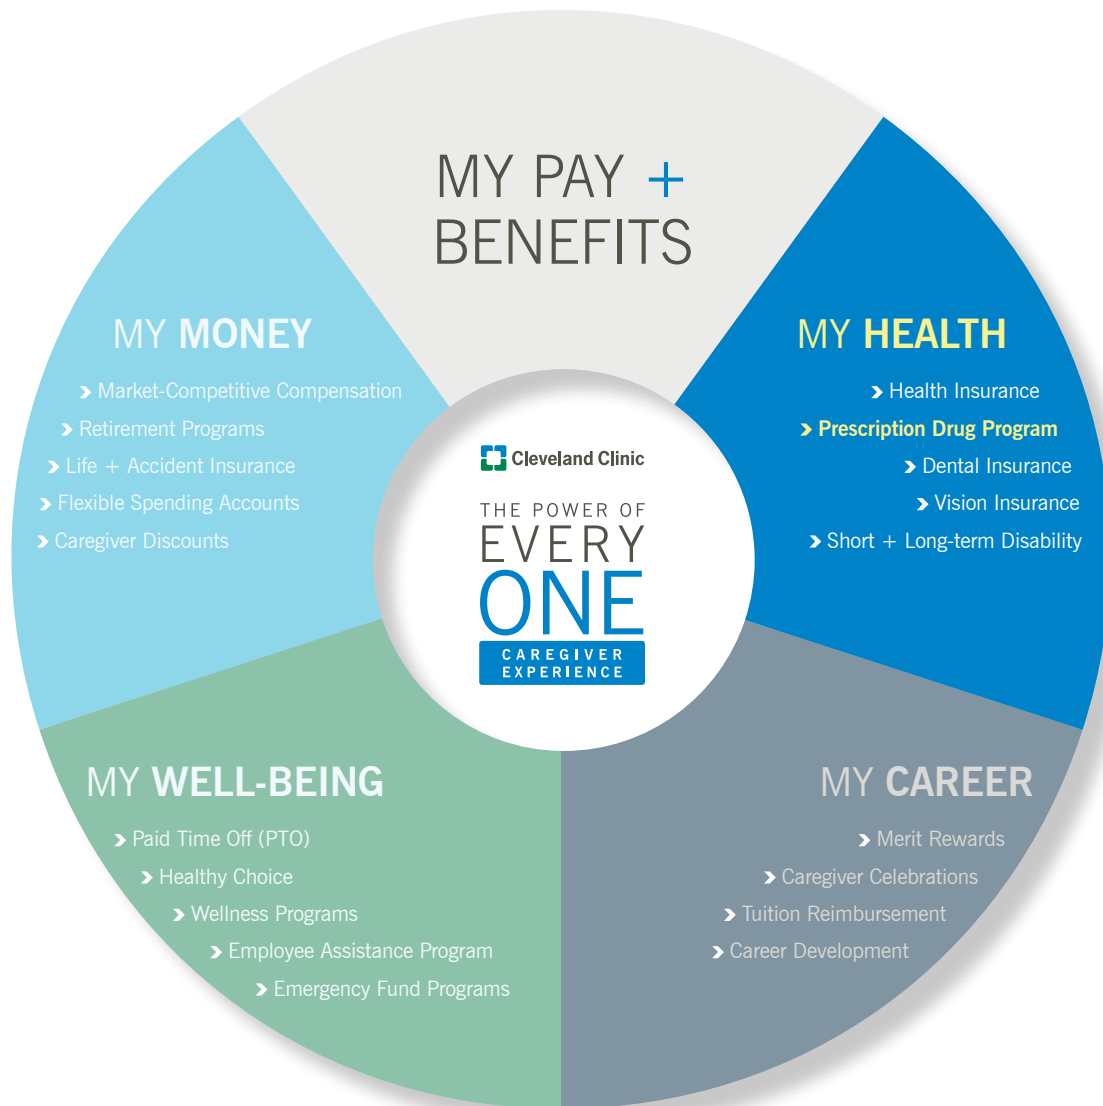 MY PAY +
BENEFITS
MY MONEY
› Market-Competitive Compensation
› Retirement Programs
› Life + Accident Insurance
› Flexible Spending Accounts
› Caregiver Discounts
MY HEALTH
› Health Insurance
› Prescription Drug Program
› Dental Insurance
› Vision Insurance
› Short + Long-term Disability
Cleveland Clinic
THE POWER OF
EVERY
ONE
CAREGIVER
EXPERIENCE
MY WELL-BEING
› Paid Time Off (PTO)
› Healthy Choice
› Wellness Programs
› Employee Assistance Program
› Emergency Fund Programs
MY CAREER
› Merit Rewards
› Caregiver Celebrations
› Tuition Reimbursement
› Career Development